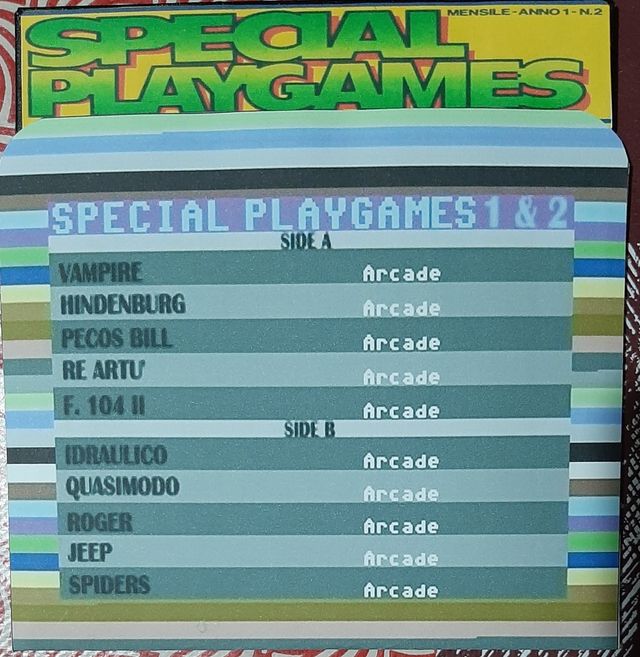 MENSILE - ANNO 1 - N.2
SPECIAL
PLAYGAMES
SPECIAL PLAYGAMES 1 & 2
SIDE A
VAMPIRE Arcade
HINDENBURG Arcade
PECOS BILL Arcade
RE ARTU' Arcade
F. 104 II Arcade
SIDE B
IDRAULICO Arcade
QUASIMODO Arcade
ROGER Arcade
JEEP Arcade
SPIDERS Arcade